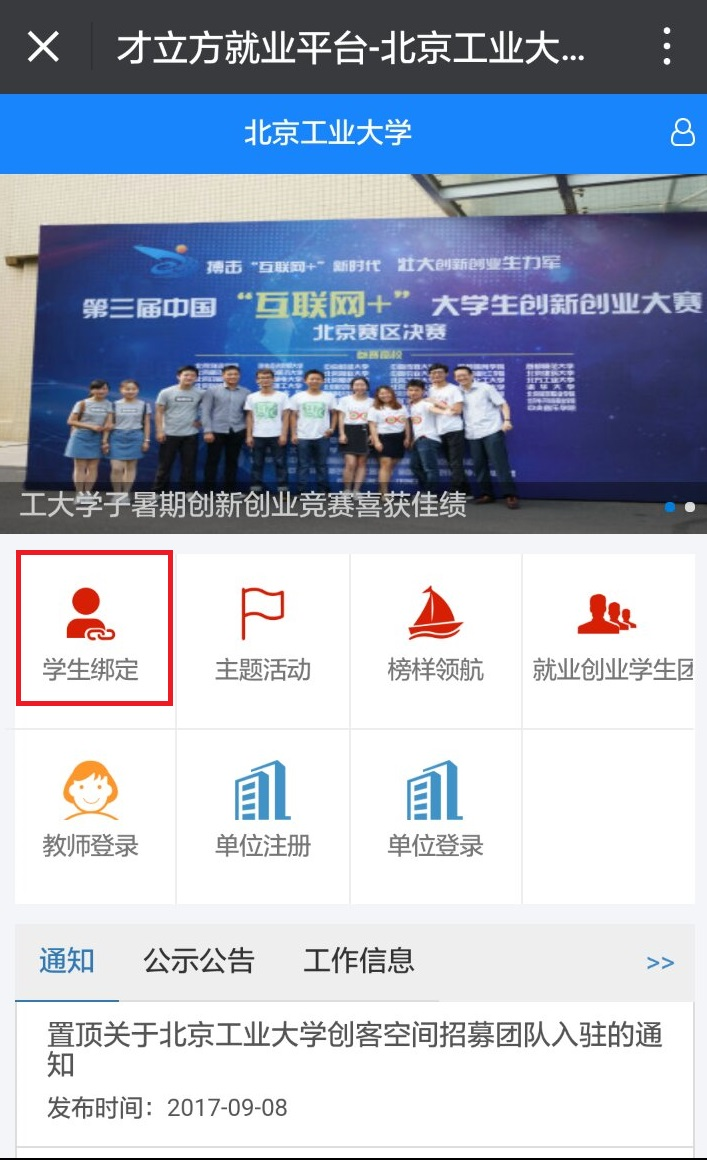 才立方就业平台-北京工业大...
北京工业大学
搏击“互联网+”新时代 壮大创新创业生力军
第三届中国“互联网+”大学生创新创业大赛
北京赛区决赛
参赛高校
工大学子暑期创新创业竞赛喜获佳绩
学生绑定 主题活动 榜样领航 就业创业学生团
教师登录 单位注册 单位登录
通知 公示公告 工作信息 >>
置顶关于北京工业大学创客空间招募团队入驻的通
知
发布时间：2017-09-08